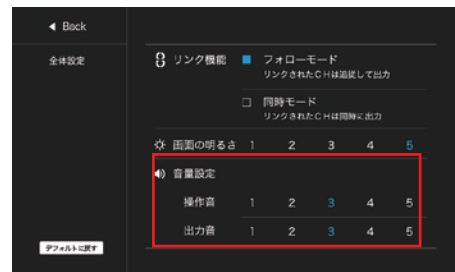 ◀ Back
全体設定
リンク機能 ■ フォローモード
リンクされたCHは追従して出力
□ 同時モード
リンクされたCHは同時に出力
画面の明るさ 1 2 3 4 5
音量設定
操作音 1 2 3 4 5
出力音 1 2 3 4 5
デフォルトに戻す